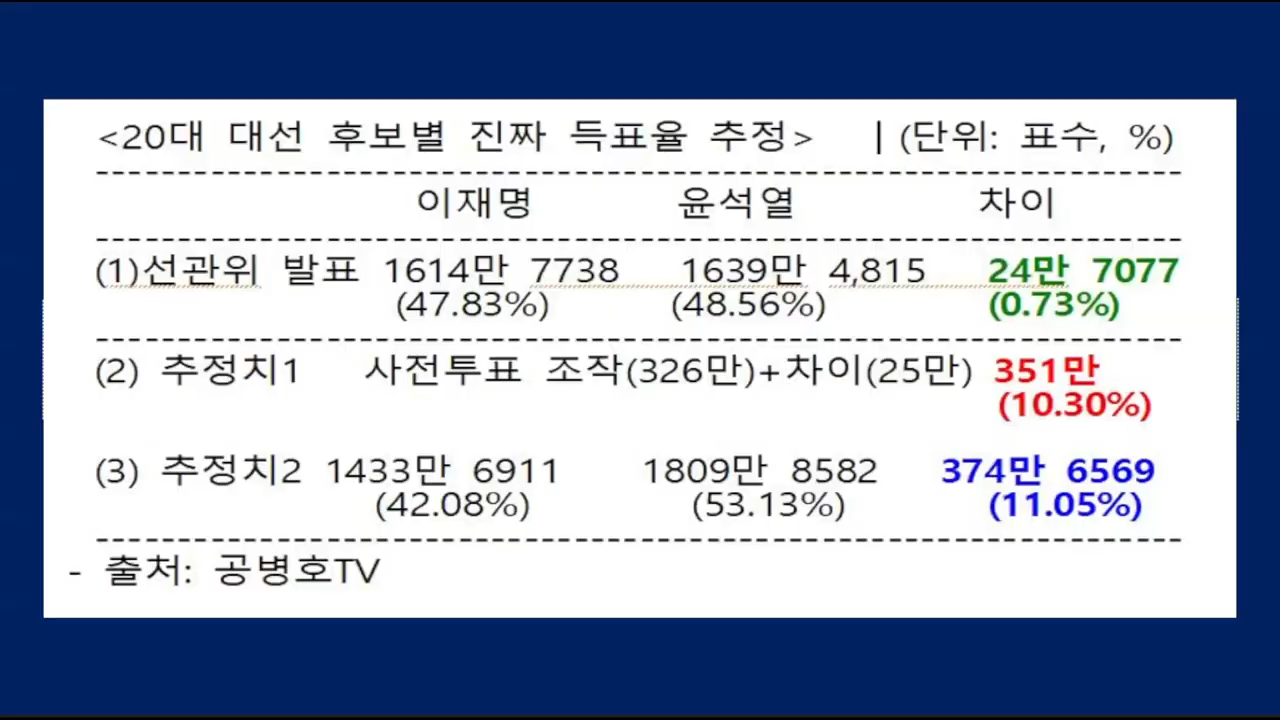 <20대 대선 후보별 진짜 득표율 추정> | (단위: 표수, %)
이재명 윤석열 차이
(1)선관위 발표 1614만 7738 1639만 4,815 24만 7077
(47.83%) (48.56%) (0.73%)
(2) 추정치1 사전투표 조작(326만)+차이(25만) 351만
(10.30%)
(3) 추정치2 1433만 6911 1809만 8582 374만 6569
(42.08%) (53.13%) (11.05%)
- 출처: 공병호TV